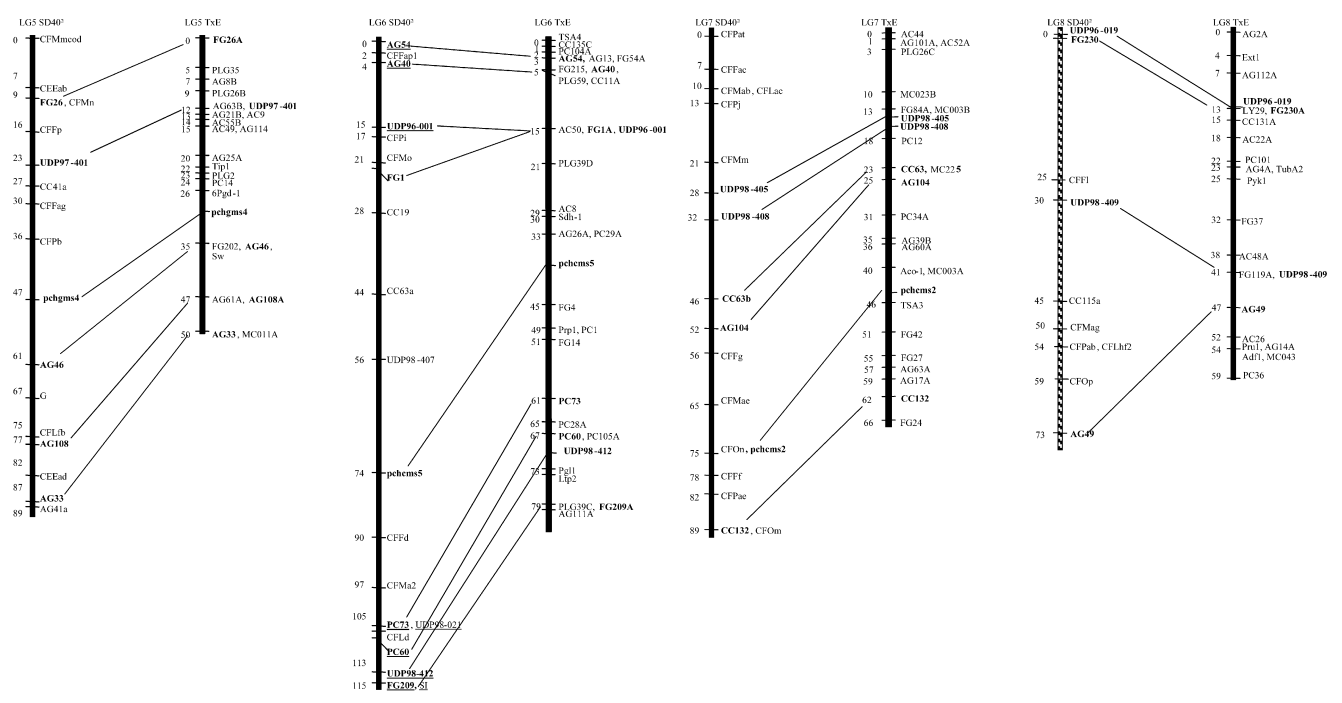 LG5 SD40²
0 CFMmcod
7 CEEab
9 FG26, CFMn
16 CFFp
23 UDP97-401
27 CC41a
30 CFFag
36 CFPb
47 pchgms4
61 AG46
67 G
75 CFLfb
77 AG108
82 CEEad
87 AG33
89 AG41a
LG5 TxE
0 FG26A
5 PLG35
7 AG8B
9 PLG26B
12 AG63B, UDP97-401
13 AG21B, AC9
14 AC55B
15 AC49, AG114
20 AG25A
22 Tip1
23 PLG2
24 PC14
26 6Pgd-1
pchgms4
35 FG202, AG46,
Sw
47 AG61A, AG108A
50 AG33, MC011A
LG6 SD40²
0 AG54
2 CFFap1
4 AG40
15 UDP96-001
17 CFPi
21 CFMo
FG1
28 CC19
44 CC63a
56 UDP98-407
74 pchcms5
90 CFFd
97 CFMa2
105 PC73, UDP98-021
CFLd
PC60
113 UDP98-412
115 FG209, SI
LG6 TxE
TSA4
0 CC135C
1 PC104A
2 AG54, AG13, FG54A
3 FG215, AG40,
5 PLG59, CC11A
15 AC50, FG1A, UDP96-001
21 PLG39D
29 AC8
30 Sdh-1
33 AG26A, PC29A
pchcms5
45 FG4
49 Prp1, PC1
51 FG14
61 PC73
65 PC28A
67 PC60, PC105A
UDP98-412
73 Pgl1
Ltp2
79 PLG39C, FG209A
AG111A
LG7 SD40²
0 CFPat
7 CFFac
10 CFMab, CFLac
13 CFPj
21 CFMm
28 UDP98-405
32 UDP98-408
46 CC63b
52 AG104
56 CFFg
65 CFMae
75 CFOn, pchcms2
78 CFFf
82 CFPae
89 CC132, CFOm
LG7 TxE
0 AC44
1 AG101A, AC52A
3 PLG26C
10 MC023B
13 FG84A, MC003B
UDP98-405
UDP98-408
18 PC12
23 CC63, MC225
25 AG104
31 PC34A
35 AG39B
36 AG60A
40 Aco-1, MC003A
pchcms2
46 TSA3
51 FG42
55 FG27
57 AG63A
59 AG17A
62 CC132
66 FG24
LG8 SD40²
0 UDP96-019
FG230
25 CFFl
30 UDP98-409
45 CC115a
50 CFMag
54 CFPab, CFLhf2
59 CFOp
73 AG49
LG8 TxE
0 AG2A
4 Ext1
7 AG112A
UDP96-019
13 LY29, FG230A
15 CC131A
18 AC22A
22 PC101
23 AG4A, TubA2
25 Pyk1
32 FG37
38 AC48A
41 FG119A, UDP98-409
47 AG49
52 AC26
54 Pru1, AG14A
Adf1, MC043
59 PC36